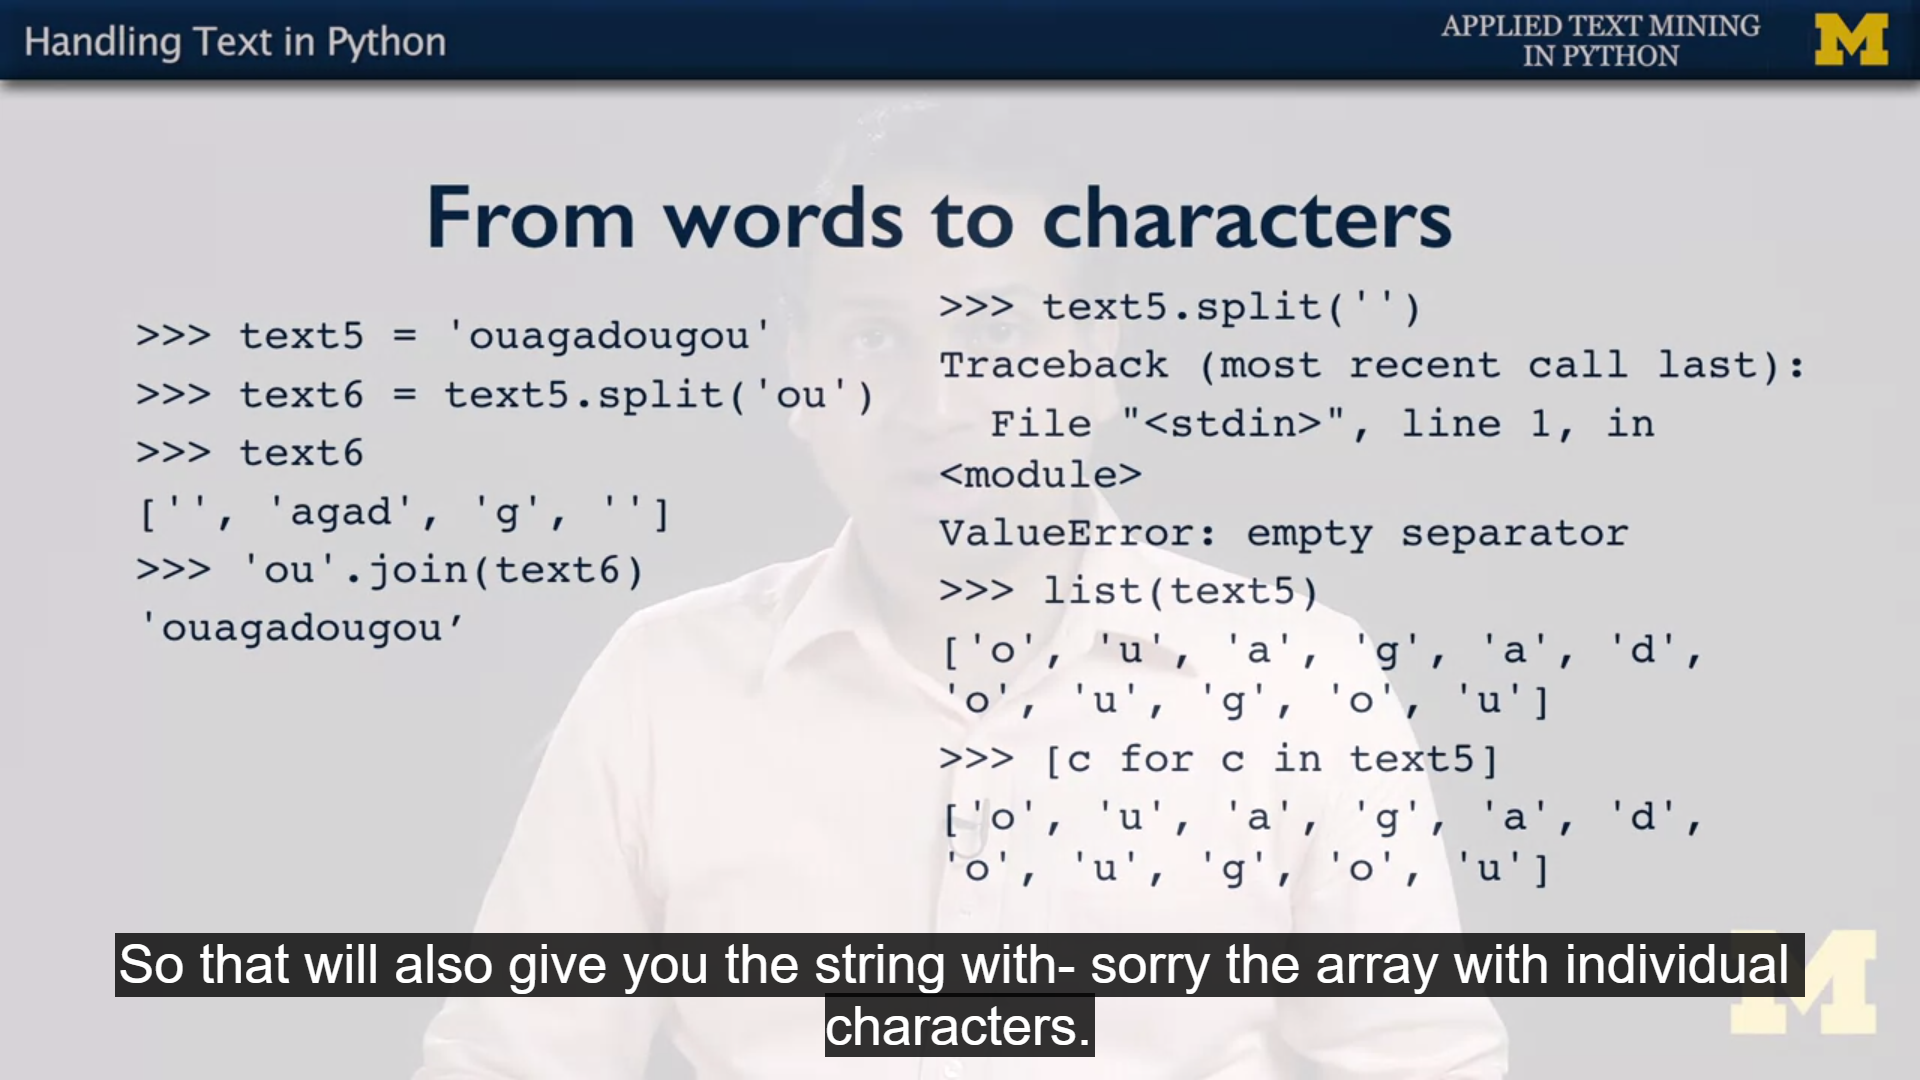 Handling Text in Python
APPLIED TEXT MINING
IN PYTHON
M
From words to characters
>>> text5 = 'ouagadougou'
>>> text6 = text5.split('ou')
>>> text6
['', 'agad', 'g', '']
>>> 'ou'.join(text6)
'ouagadougou’
>>> text5.split('')
Traceback (most recent call last):
  File "<stdin>", line 1, in
<module>
ValueError: empty separator
>>> list(text5)
['o', 'u', 'a', 'g', 'a', 'd',
'o', 'u', 'g', 'o', 'u']
>>> [c for c in text5]
['o', 'u', 'a', 'g', 'a', 'd',
'o', 'u', 'g', 'o', 'u']
So that will also give you the string with- sorry the array with individual
characters.
M